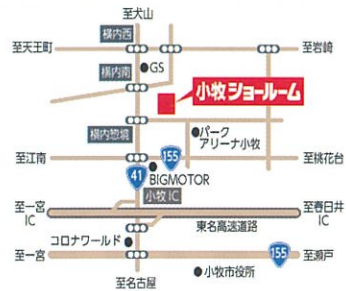 至犬山
横内西
至天王町
至岩崎
横内南
GS
小牧ショールーム
横内惣境
パーク
アリーナ小牧
155
至江南
至桃花台
BIGMOTOR
41
小牧IC
至一宮
IC
至春日井
IC
東名高速道路
コロナワールド
155
至一宮
至瀬戸
小牧市役所
至名古屋